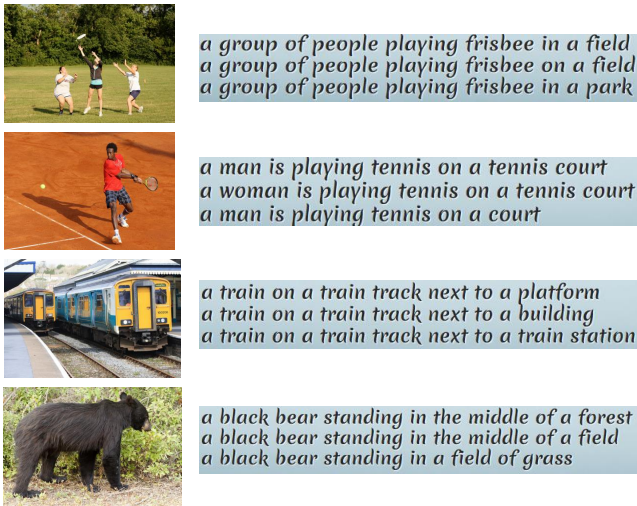 a group of people playing frisbee in a field
a group of people playing frisbee on a field
a group of people playing frisbee in a park
a man is playing tennis on a tennis court
a woman is playing tennis on a tennis court
a man is playing tennis on a court
a train on a train track next to a platform
a train on a train track next to a building
a train on a train track next to a train station
a black bear standing in the middle of a forest
a black bear standing in the middle of a field
a black bear standing in a field of grass